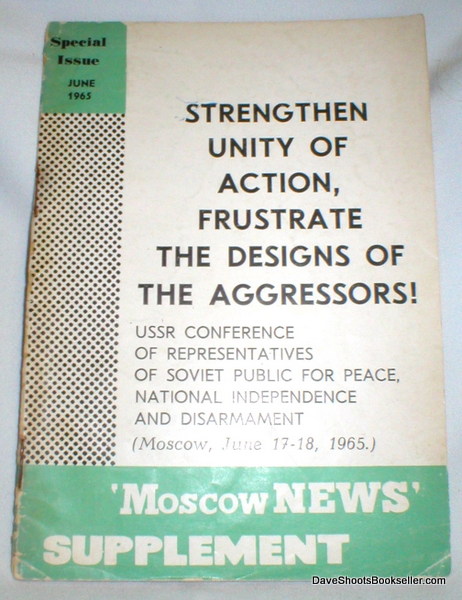 Special
Issue
JUNE
1965
STRENGTHEN
UNITY OF
ACTION,
FRUSTRATE
THE DESIGNS OF
THE AGGRESSORS!
USSR CONFERENCE
OF REPRESENTATIVES
OF SOVIET PUBLIC FOR PEACE,
NATIONAL INDEPENDENCE
AND DISARMAMENT
(Moscow, June 17-18, 1965.)
'Moscow NEWS'
SUPPLEMENT
DaveShootsBookseller.com